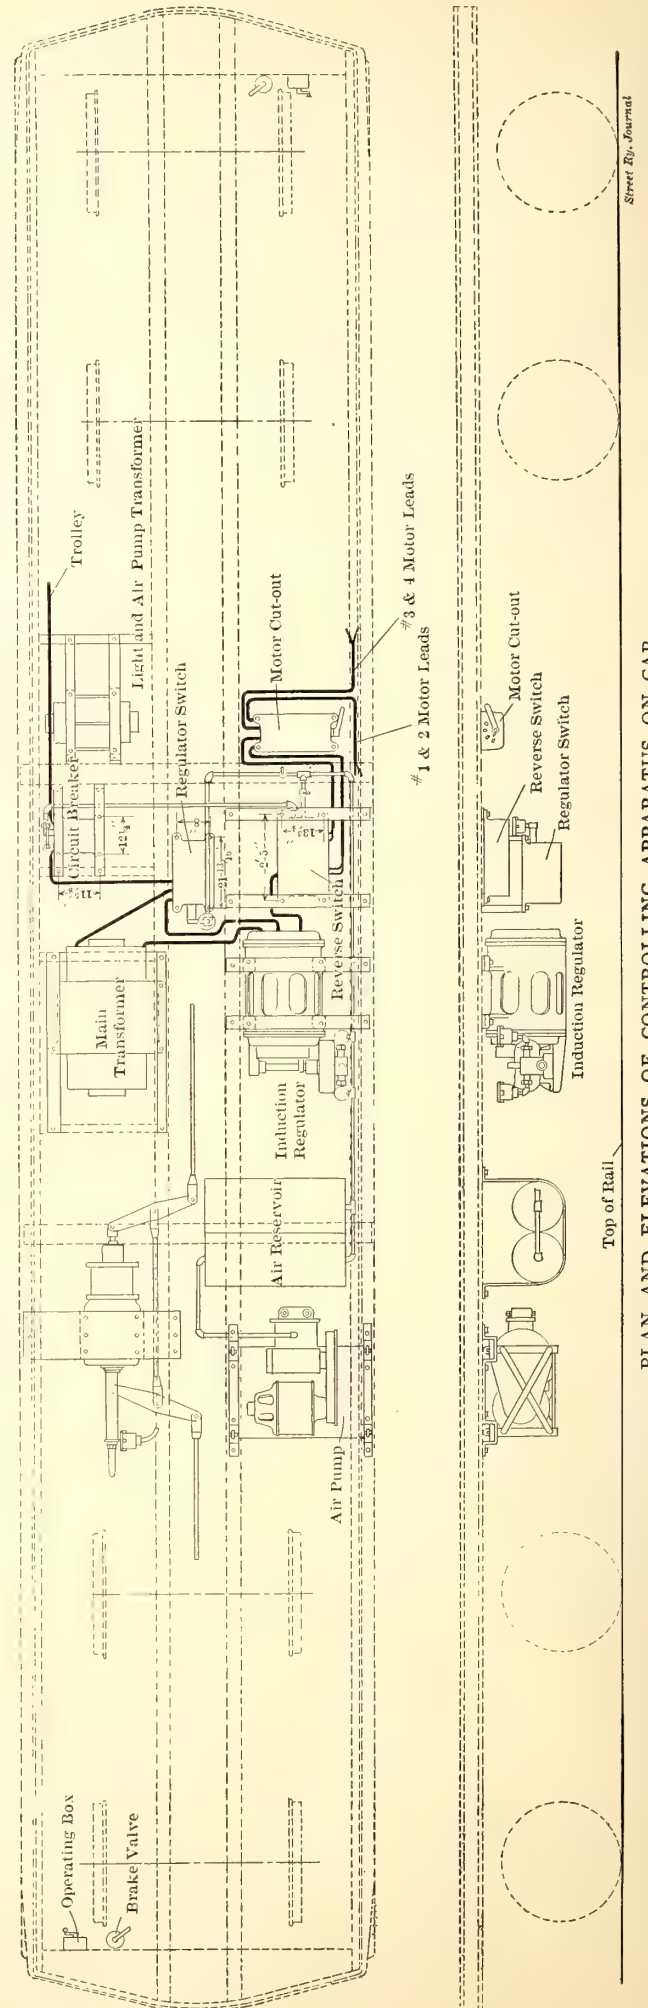 Operating Box
Brake Valve
Air Pump
Air Reservoir
Main
Transformer
Induction
Regulator
Circuit Breaker
Regulator Switch
Reverse Switch
2'-5"
Trolley
Light and Air Pump Transformer
Motor Cut-out
#1 & 2 Motor Leads
#3 & 4 Motor Leads
Induction Regulator
Motor Cut-out
Reverse Switch
Regulator Switch
Top of Rail
Street Ry. Journal
PLAN AND ELEVATIONS OF CONTROLLING APPARATUS ON CAR